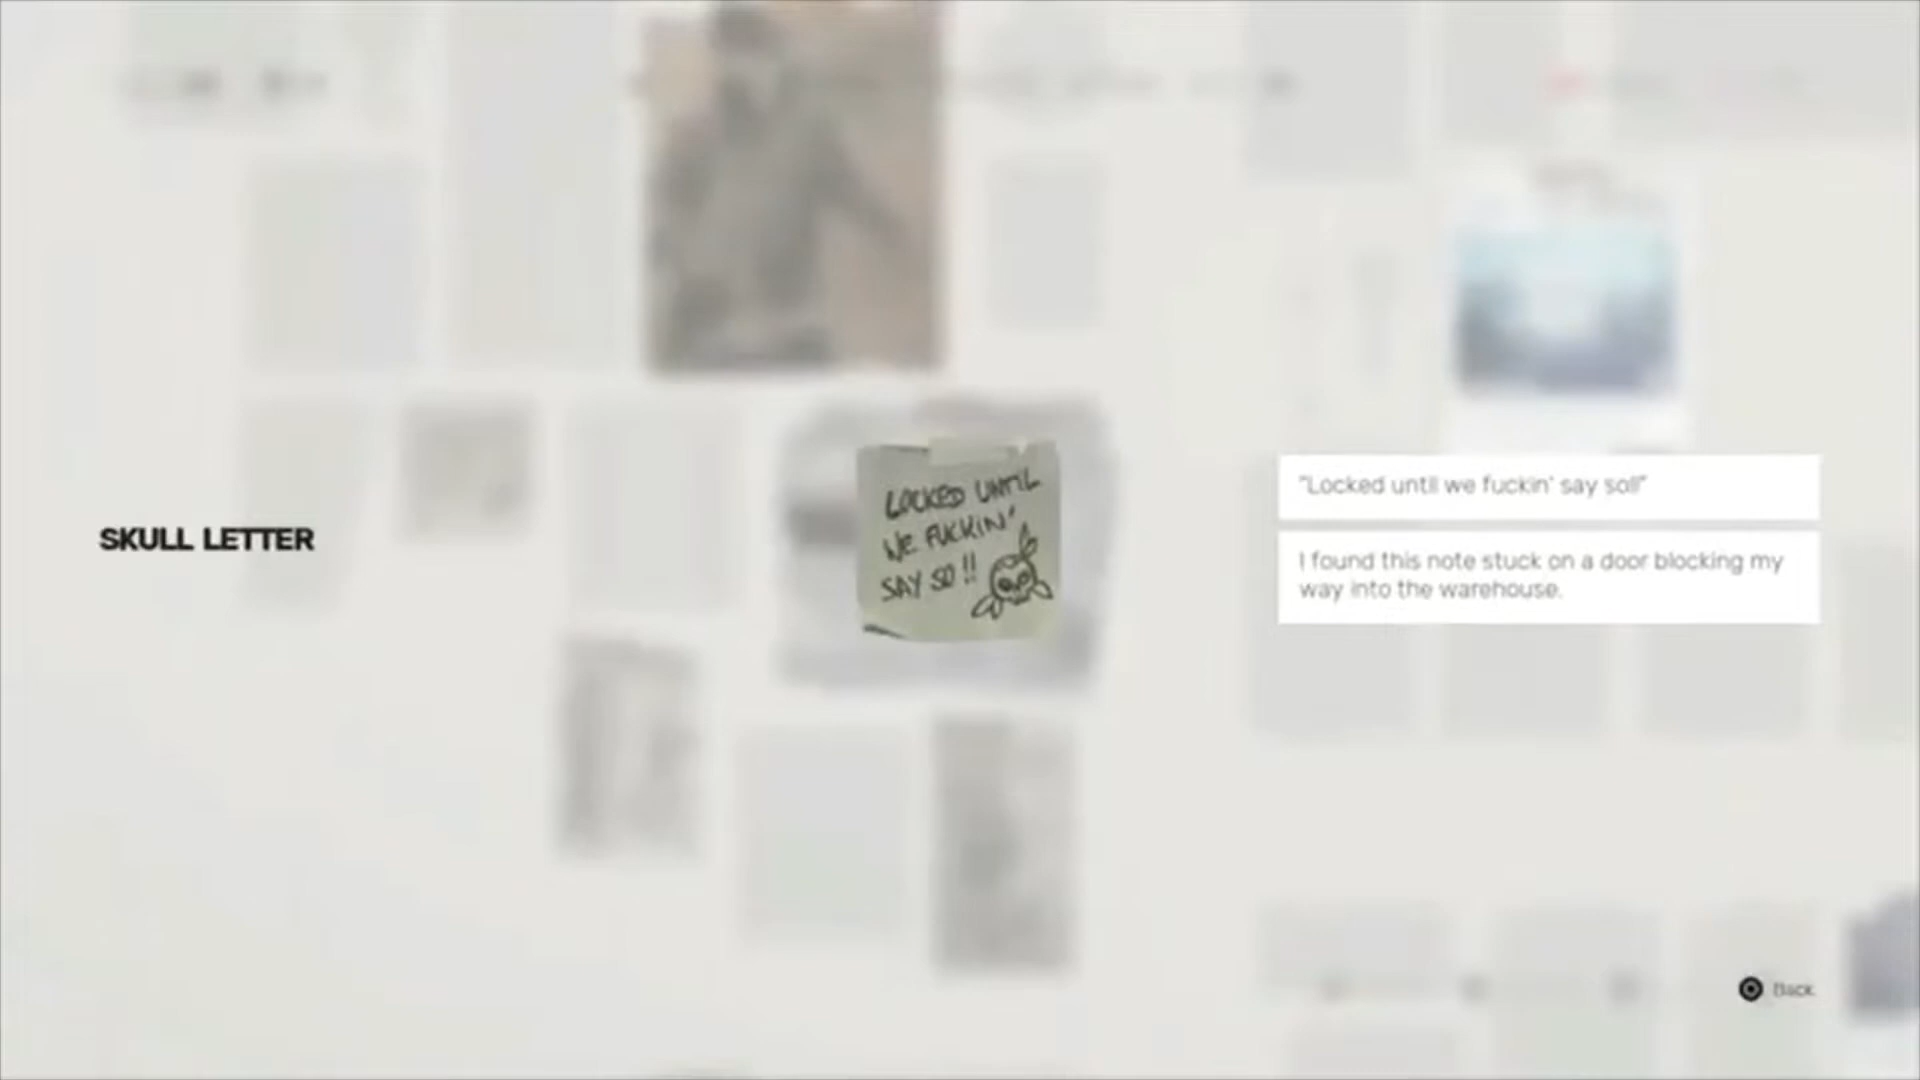 SKULL LETTER
LOCKED UNTIL
WE FUCKIN'
SAY SO!!
"Locked until we fuckin' say so!!"
I found this note stuck on a door blocking my
way into the warehouse.
Back